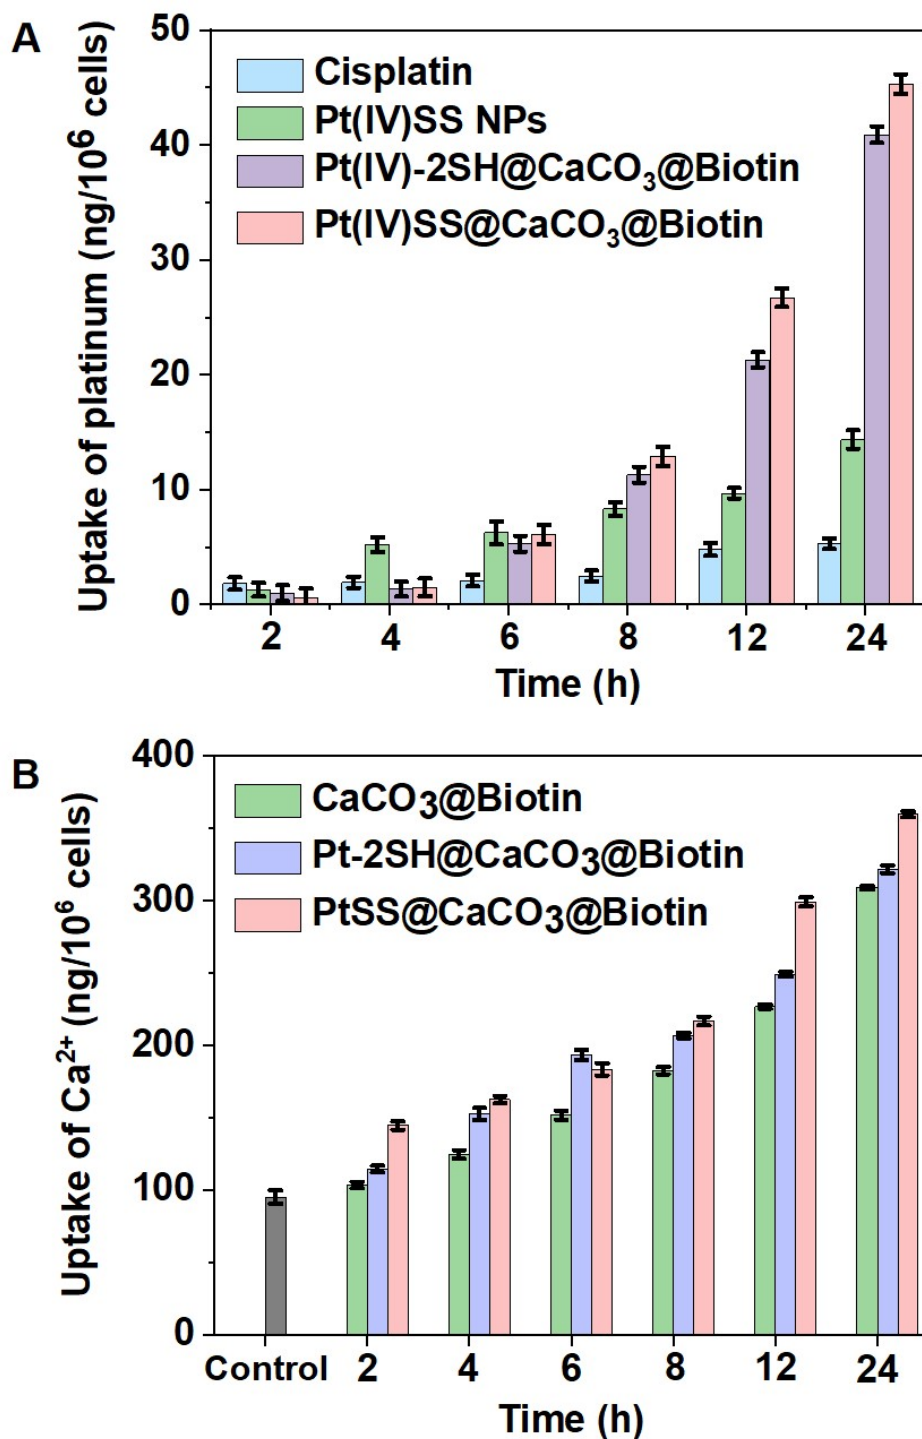 A
Uptake of platinum (ng/10⁶ cells)
50
40
30
20
10
0
Cisplatin
Pt(IV)SS NPs
Pt(IV)-2SH@CaCO₃@Biotin
Pt(IV)SS@CaCO₃@Biotin
2 4 6 8 12 24
Time (h)
B
Uptake of Ca²⁺ (ng/10⁶ cells)
400
300
200
100
0
CaCO₃@Biotin
Pt-2SH@CaCO₃@Biotin
PtSS@CaCO₃@Biotin
Control 2 4 6 8 12 24
Time (h)